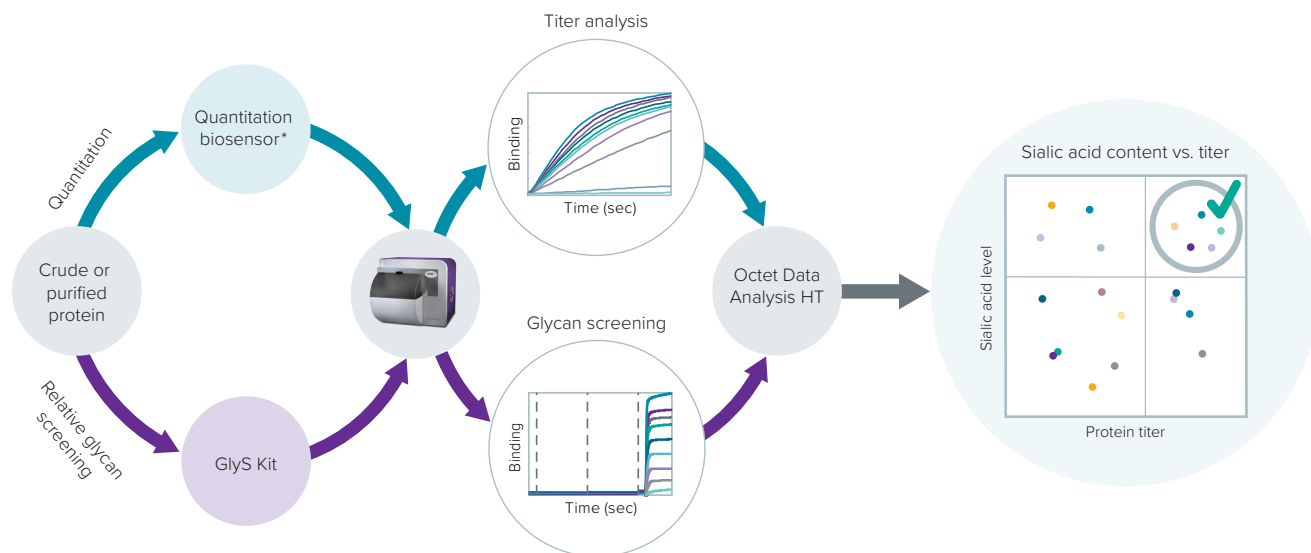 Titer analysis
Binding
Time (sec)
Quantitation
Quantitation
biosensor*
Crude or
purified
protein
Relative glycan
screening
GlyS Kit
Glycan screening
Binding
Time (sec)
Octet Data
Analysis HT
Sialic acid content vs. titer
Sialic acid level
Protein titer